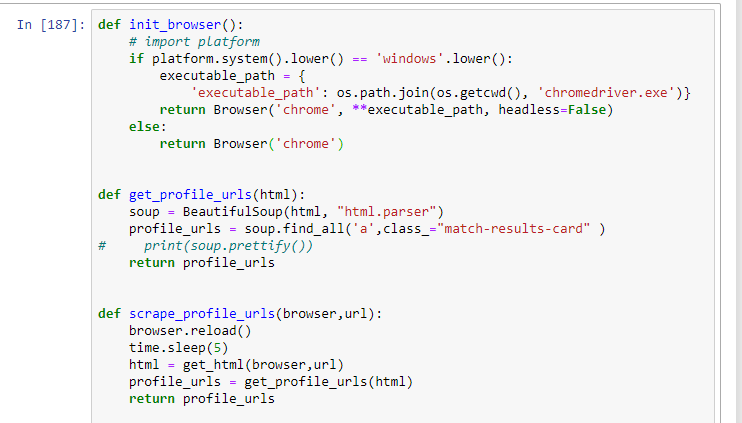 In [187]: def init_browser():
    # import platform
    if platform.system().lower() == 'windows'.lower():
        executable_path = {
            'executable_path': os.path.join(os.getcwd(), 'chromedriver.exe')}
        return Browser('chrome', **executable_path, headless=False)
    else:
        return Browser('chrome')


def get_profile_urls(html):
    soup = BeautifulSoup(html, "html.parser")
    profile_urls = soup.find_all('a',class_="match-results-card" )
#     print(soup.prettify())
    return profile_urls


def scrape_profile_urls(browser,url):
    browser.reload()
    time.sleep(5)
    html = get_html(browser,url)
    profile_urls = get_profile_urls(html)
    return profile_urls